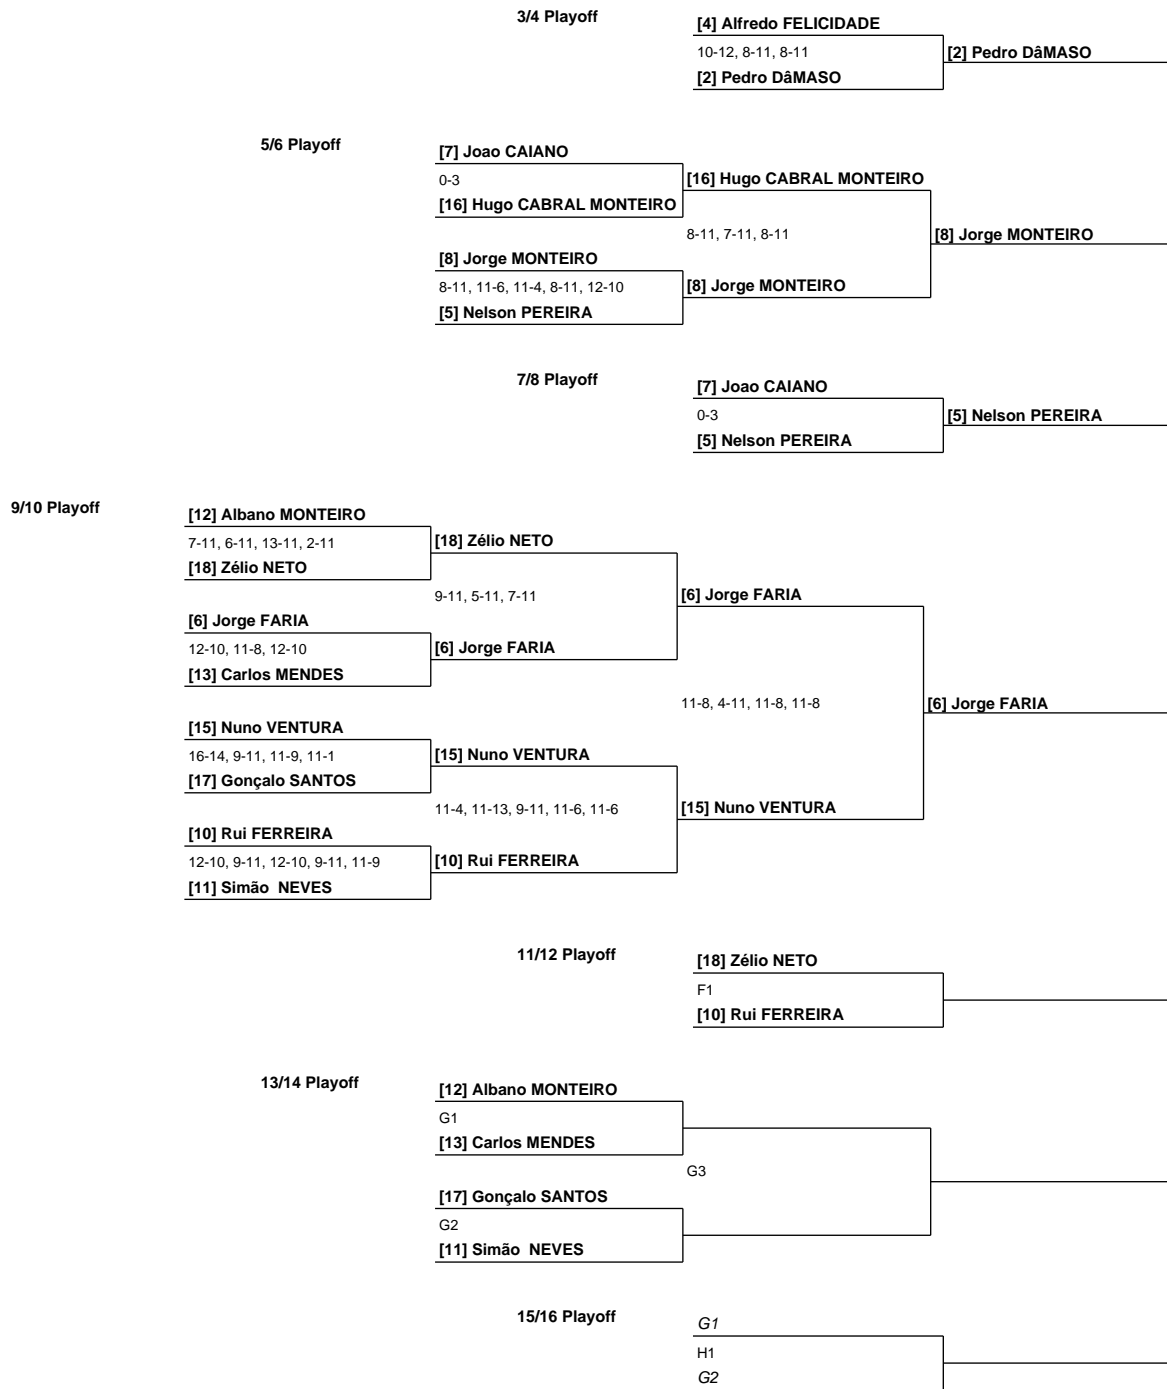 3/4 Playoff
[4] Alfredo FELICIDADE
10-12, 8-11, 8-11
[2] Pedro DâMASO
[2] Pedro DâMASO
5/6 Playoff
[7] Joao CAIANO
0-3
[16] Hugo CABRAL MONTEIRO
[16] Hugo CABRAL MONTEIRO
8-11, 7-11, 8-11
[8] Jorge MONTEIRO
[8] Jorge MONTEIRO
8-11, 11-6, 11-4, 8-11, 12-10
[8] Jorge MONTEIRO
[5] Nelson PEREIRA
7/8 Playoff
[7] Joao CAIANO
0-3
[5] Nelson PEREIRA
[5] Nelson PEREIRA
9/10 Playoff
[12] Albano MONTEIRO
7-11, 6-11, 13-11, 2-11
[18] Zélio NETO
[18] Zélio NETO
9-11, 5-11, 7-11
[6] Jorge FARIA
[6] Jorge FARIA
12-10, 11-8, 12-10
[6] Jorge FARIA
[13] Carlos MENDES
11-8, 4-11, 11-8, 11-8
[6] Jorge FARIA
[15] Nuno VENTURA
16-14, 9-11, 11-9, 11-1
[15] Nuno VENTURA
[17] Gonçalo SANTOS
11-4, 11-13, 9-11, 11-6, 11-6
[15] Nuno VENTURA
[10] Rui FERREIRA
12-10, 9-11, 12-10, 9-11, 11-9
[10] Rui FERREIRA
[11] Simão  NEVES
11/12 Playoff
[18] Zélio NETO
F1
[10] Rui FERREIRA
13/14 Playoff
[12] Albano MONTEIRO
G1
[13] Carlos MENDES
G3
[17] Gonçalo SANTOS
G2
[11] Simão  NEVES
15/16 Playoff
G1
H1
G2